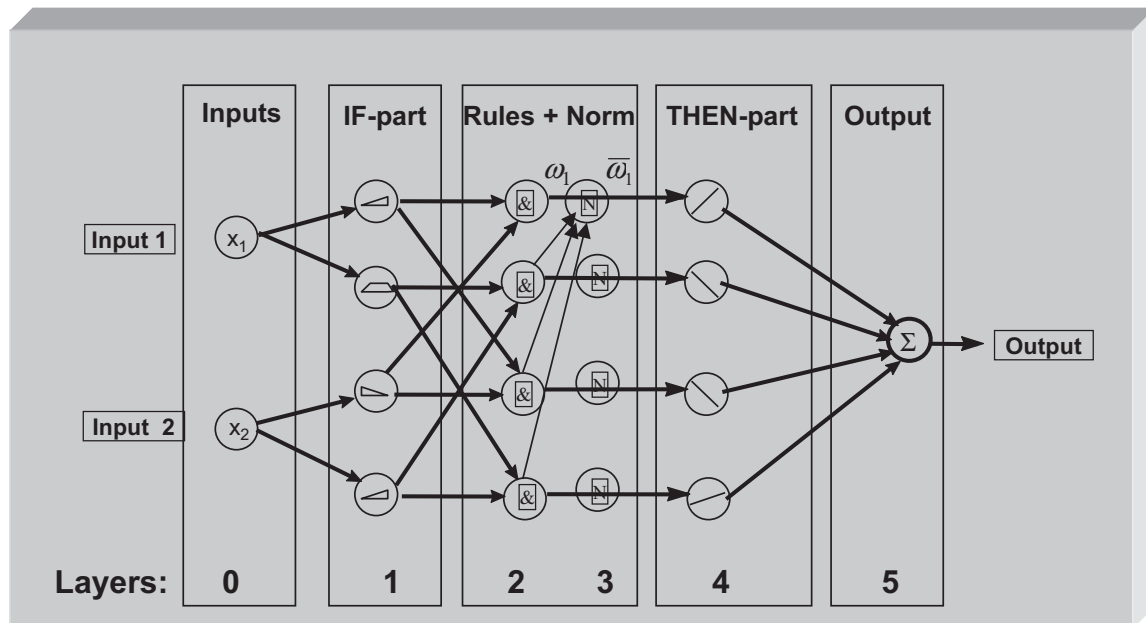 Inputs IF-part Rules + Norm THEN-part Output
ω₁ ω̅₁
& N
Input 1 x₁
& N
Σ Output
& N
Input 2 x₂
& N
Layers: 0 1 2 3 4 5